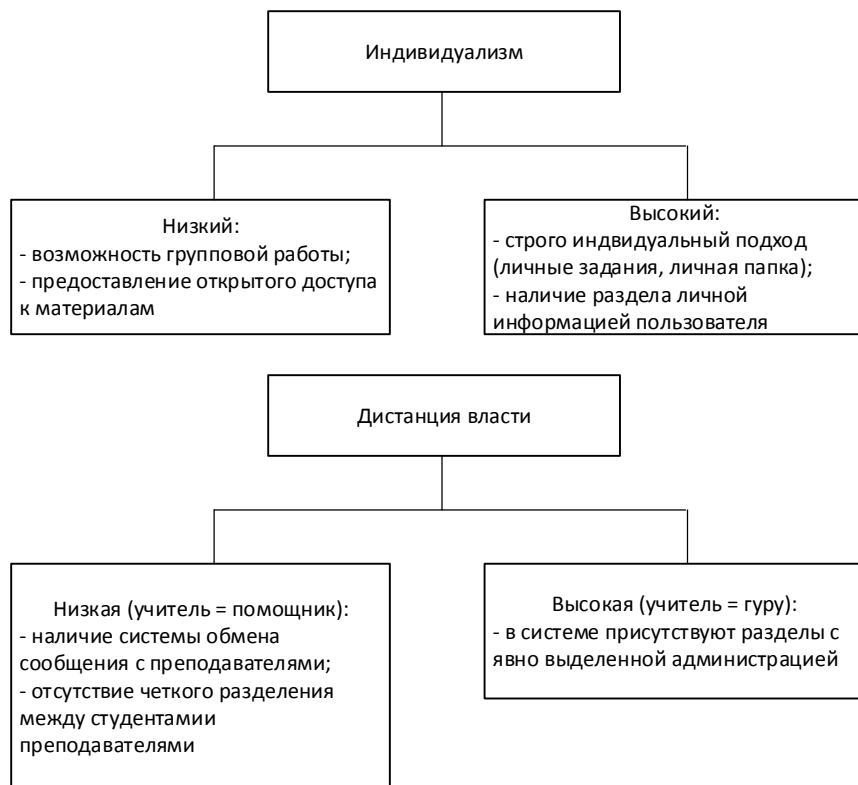 Индивидуализм
Низкий:
- возможность групповой работы;
- предоставление открытого доступа
к материалам
Высокий:
- строго индвидуальный подход
(личные задания, личная папка);
- наличие раздела личной
информацией пользователя
Дистанция власти
Низкая (учитель = помощник):
- наличие системы обмена
сообщения с преподавателями;
- отсутствие четкого разделения
между студентамии
преподавателями
Высокая (учитель = гуру):
- в системе присутствуют разделы с
явно выделенной администрацией